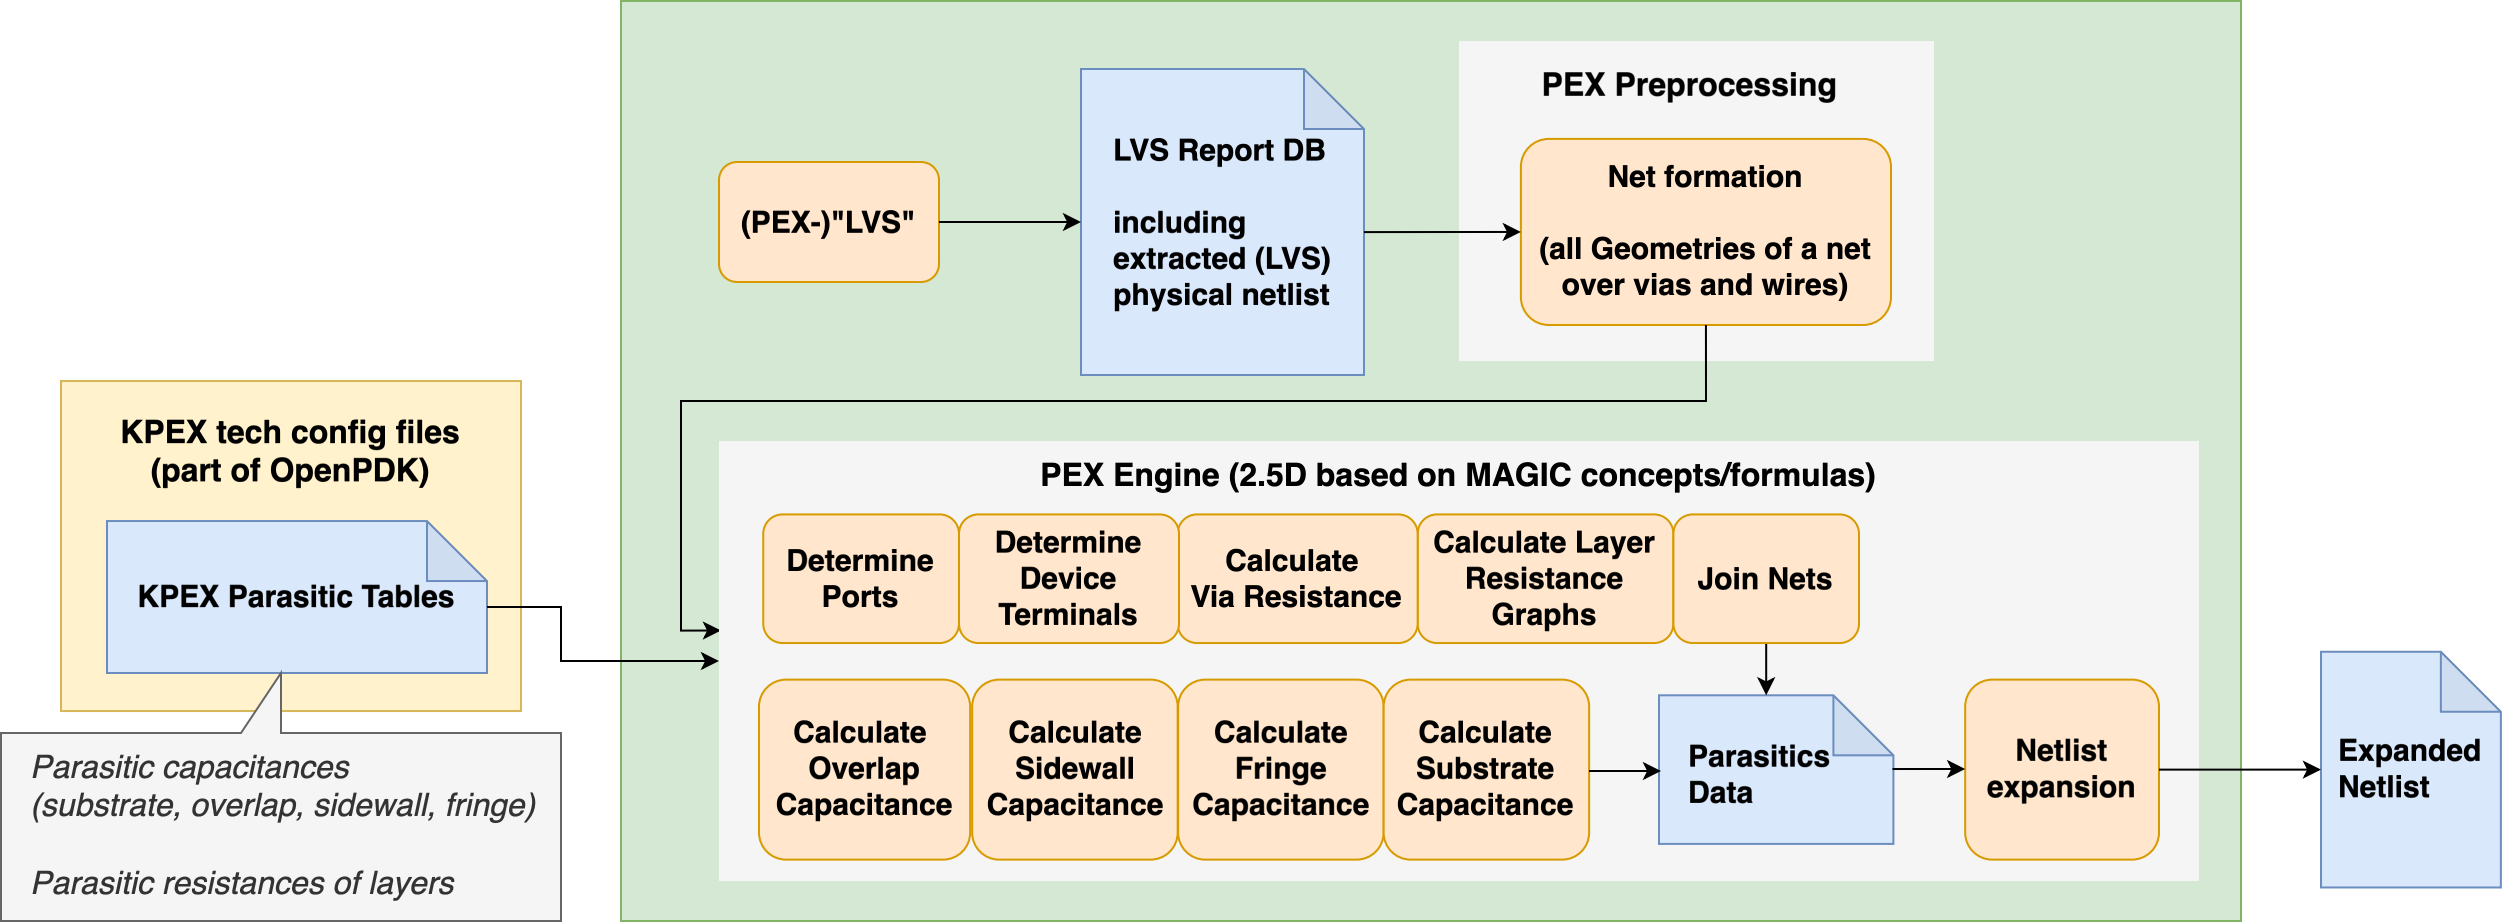 PEX Preprocessing
(PEX-)"LVS"
LVS Report DB
including
extracted (LVS)
physical netlist
Net formation
(all Geometries of a net
over vias and wires)
KPEX tech config files
(part of OpenPDK)
KPEX Parasitic Tables
Parasitic capacitances
(substrate, overlap, sidewall, fringe)
Parasitic resistances of layers
PEX Engine (2.5D based on MAGIC concepts/formulas)
Determine
Ports
Determine
Device
Terminals
Calculate
Via Resistance
Calculate Layer
Resistance
Graphs
Join Nets
Calculate
Overlap
Capacitance
Calculate
Sidewall
Capacitance
Calculate
Fringe
Capacitance
Calculate
Substrate
Capacitance
Parasitics
Data
Netlist
expansion
Expanded
Netlist